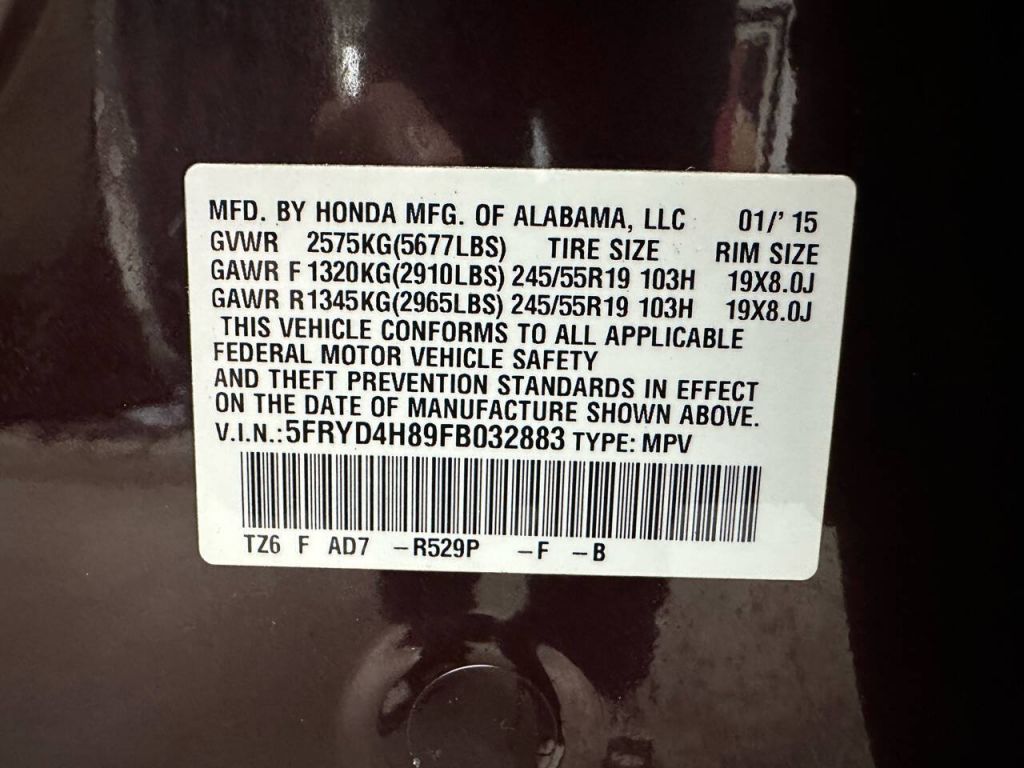 MFD. BY HONDA MFG. OF ALABAMA, LLC 01/' 15
GVWR 2575KG(5677LBS) TIRE SIZE RIM SIZE
GAWR F 1320KG(2910LBS) 245/55R19 103H 19X8.0J
GAWR R1345KG(2965LBS) 245/55R19 103H 19X8.0J
THIS VEHICLE CONFORMS TO ALL APPLICABLE
FEDERAL MOTOR VEHICLE SAFETY
AND THEFT PREVENTION STANDARDS IN EFFECT
ON THE DATE OF MANUFACTURE SHOWN ABOVE.
V.I.N.:5FRYD4H89FB032883 TYPE: MPV
TZ6 F AD7 –R529P –F –B